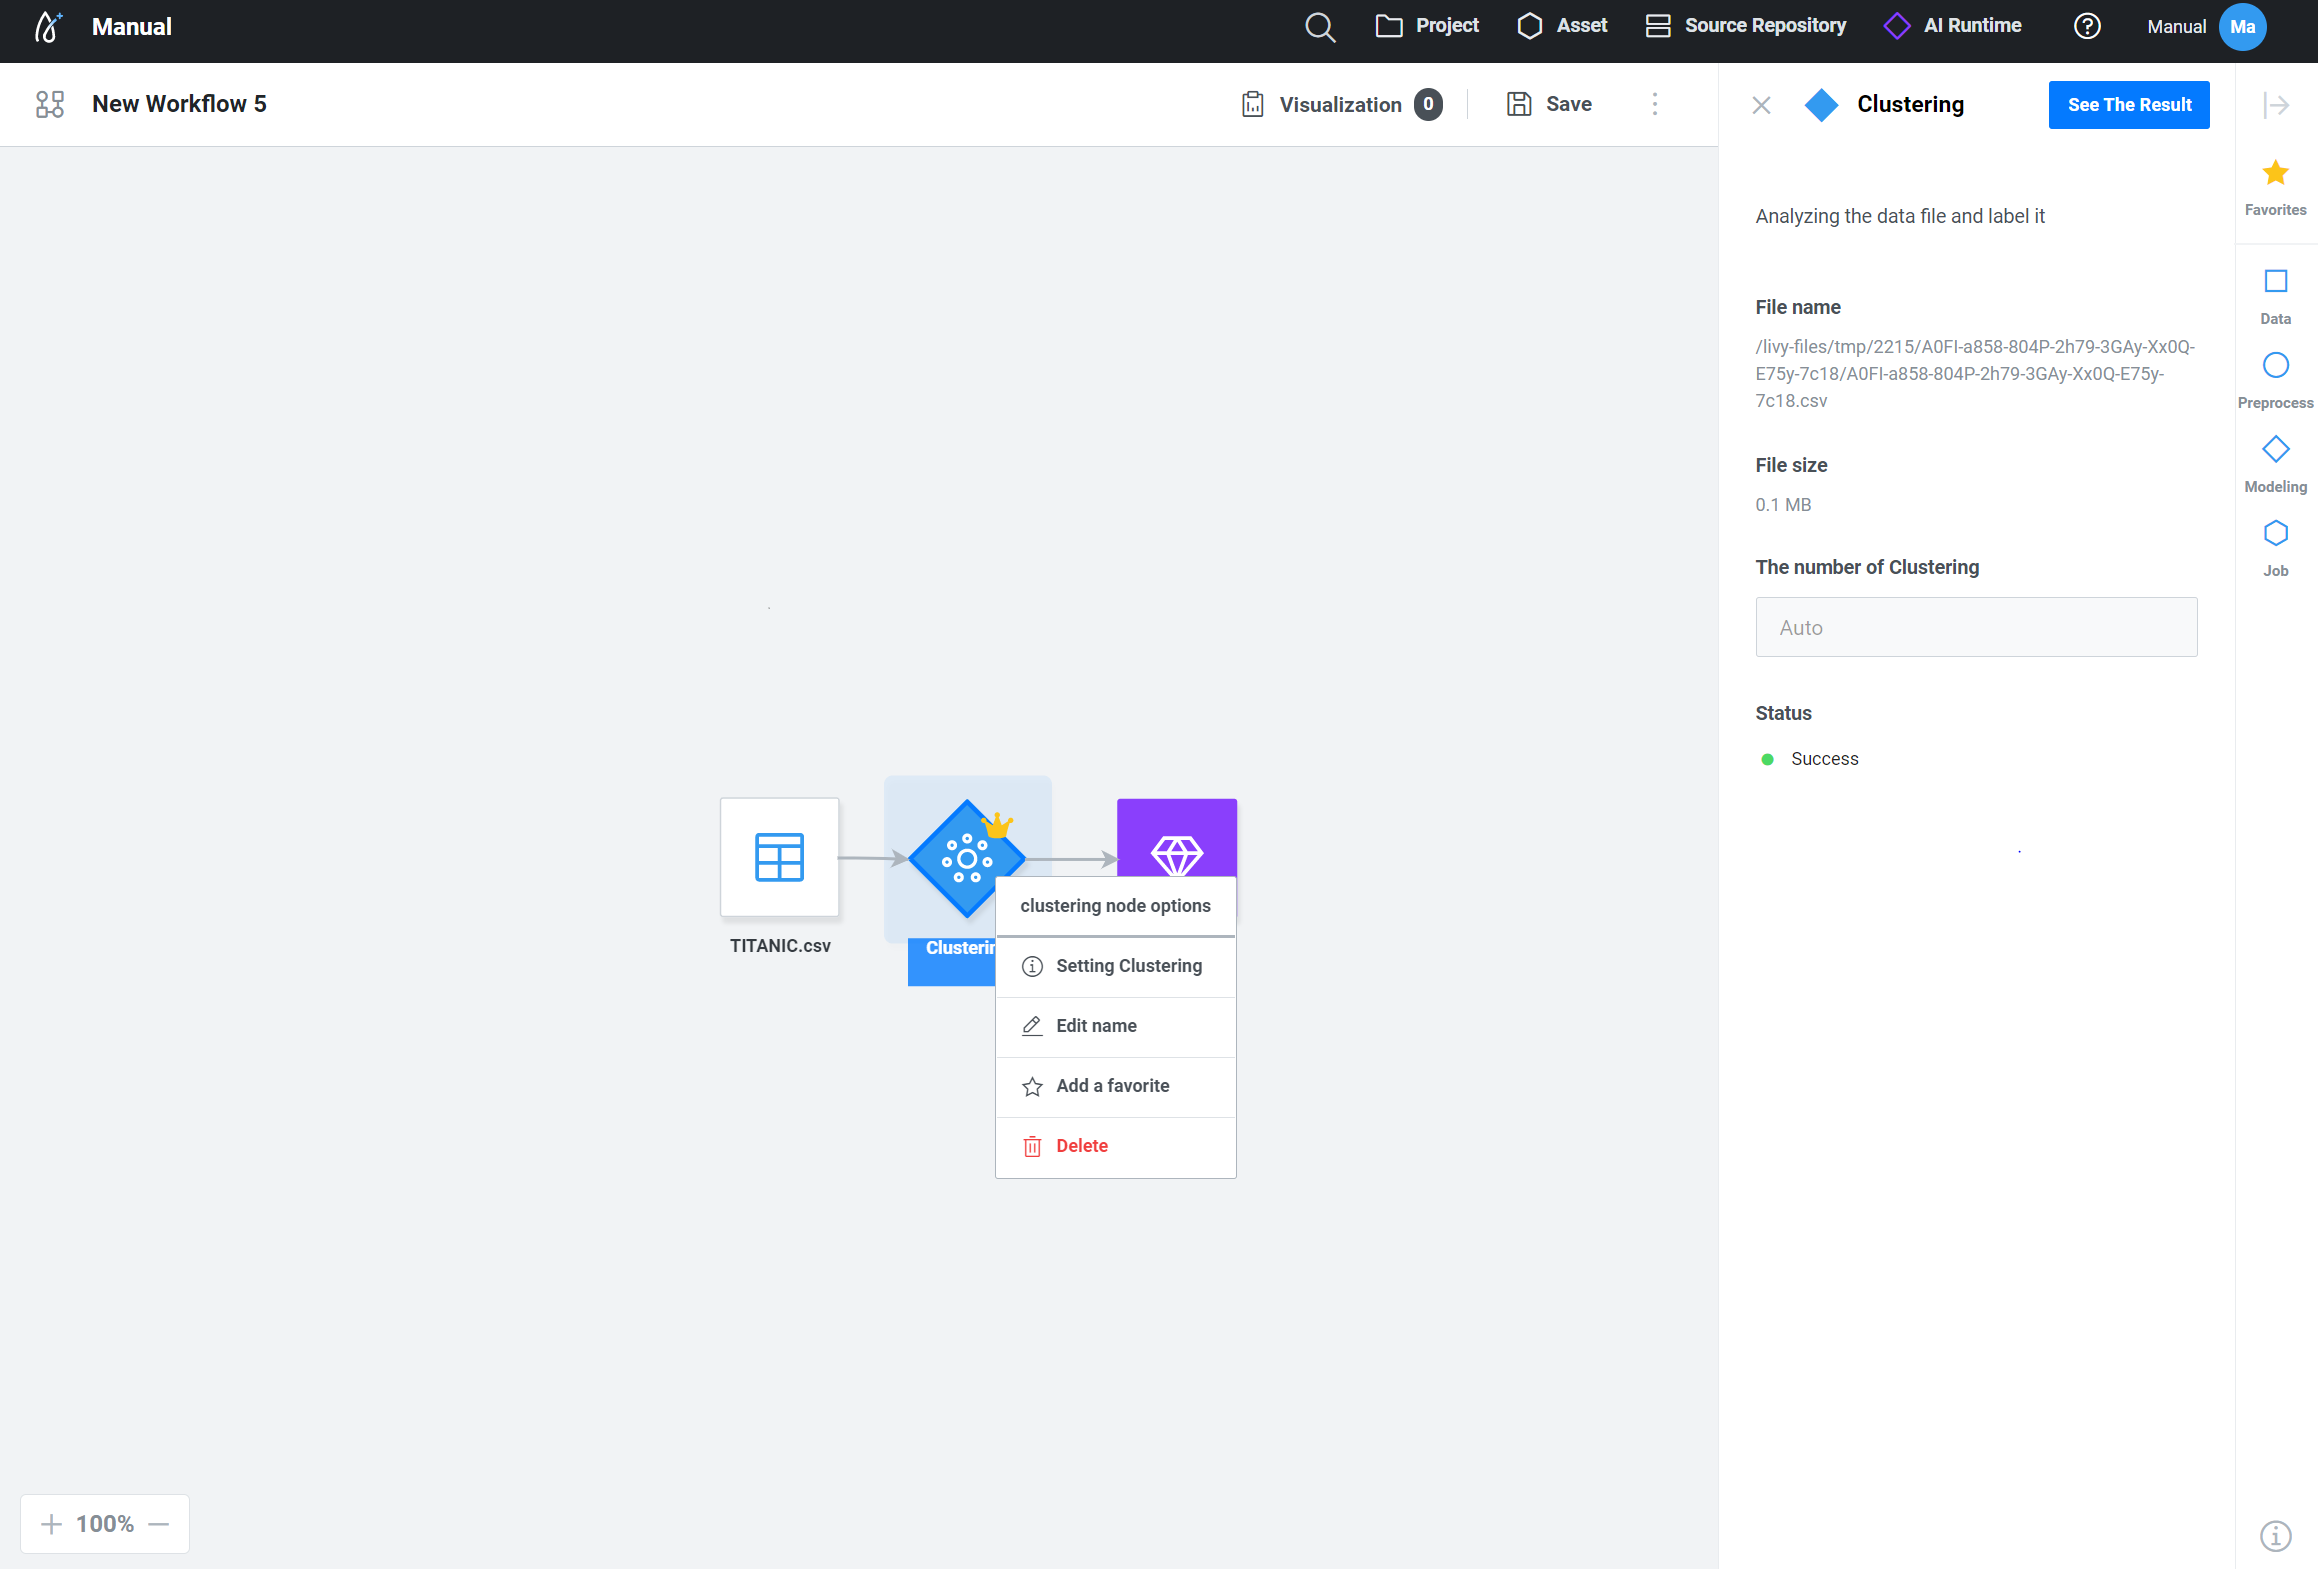 Manual
Project
Asset
Source Repository
AI Runtime
Manual
Ma
New Workflow 5
Visualization 0
Save
Clustering
See The Result
Analyzing the data file and label it
File name
/livy-files/tmp/2215/A0FI-a858-804P-2h79-3GAy-Xx0Q-
E75y-7c18/A0FI-a858-804P-2h79-3GAy-Xx0Q-E75y-
7c18.csv
File size
0.1 MB
The number of Clustering
Auto
Status
Success
Favorites
Data
Preprocess
Modeling
Job
TITANIC.csv
clustering node options
Setting Clustering
Edit name
Add a favorite
Delete
100%